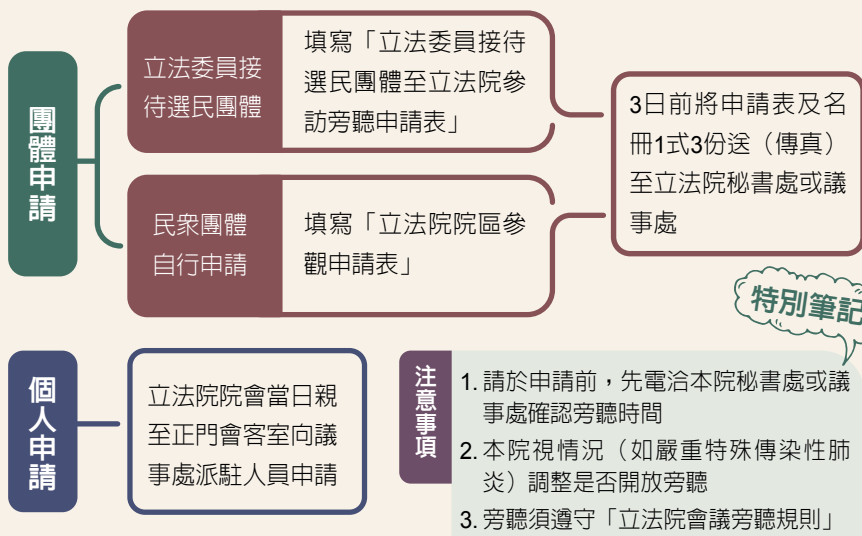 團體申請
立法委員接
待選民團體
填寫「立法委員接待
選民團體至立法院參
訪旁聽申請表」
民眾團體
自行申請
填寫「立法院院區參
觀申請表」
3日前將申請表及名
冊1式3份送（傳真）
至立法院秘書處或議
事處
特別筆記
個人申請
立法院院會當日親
至正門會客室向議
事處派駐人員申請
注意事項
1. 請於申請前，先電洽本院秘書處或議
事處確認旁聽時間
2. 本院視情況（如嚴重特殊傳染性肺
炎）調整是否開放旁聽
3. 旁聽須遵守「立法院會議旁聽規則」